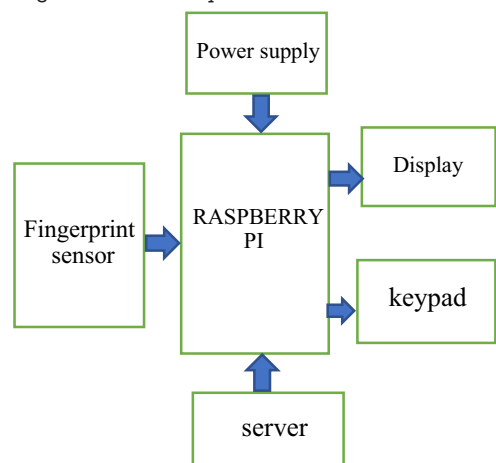 Power supply
Fingerprint
sensor
RASPBERRY
PI
Display
keypad
server